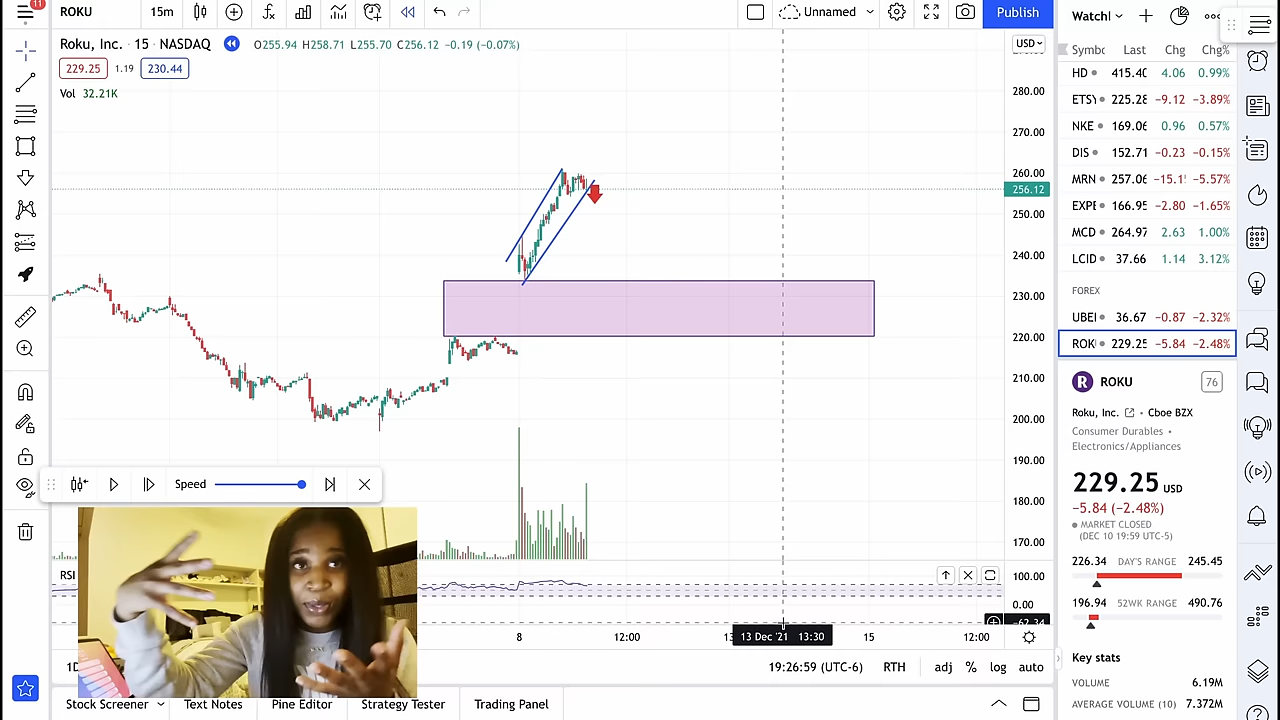 11
ROKU
15m
Unnamed
Publish
Watchl
Roku, Inc. · 15 · NASDAQ
O255.94 H258.71 L255.70 C256.12 −0.19 (−0.07%)
229.25 1.19 230.44
Vol 32.21K
USD
280.00
270.00
260.00
256.12
250.00
240.00
230.00
220.00
210.00
200.00
190.00
180.00
170.00
Symbc Last Chg Chg%
HD 415.4C 4.06 0.99%
ETSY 225.28 −9.12 −3.89%
NKE 169.06 0.96 0.57%
DIS 152.71 −0.23 −0.15%
MRN 257.06 −15.1 −5.57%
EXPE 166.95 −2.80 −1.65%
MCD 264.97 2.63 1.00%
LCID 37.66 1.14 3.12%
FOREX
UBEI 36.67 −0.87 −2.32%
ROK 229.25 −5.84 −2.48%
ROKU 76
Roku, Inc. • Cboe BZX
Consumer Durables •
Electronics/Appliances
229.25 USD
−5.84 (−2.48%)
MARKET CLOSED
(DEC 10 19:59 UTC-5)
226.34 DAY'S RANGE 245.45
196.94 52WK RANGE 490.76
Key stats
VOLUME 6.19M
AVERAGE VOLUME (10) 7.372M
Speed
RSI
100.00
0.00
8 12:00 13 Dec '21 13:30 15 12:00
1D
19:26:59 (UTC-6) RTH adj % log auto
Stock Screener Text Notes Pine Editor Strategy Tester Trading Panel